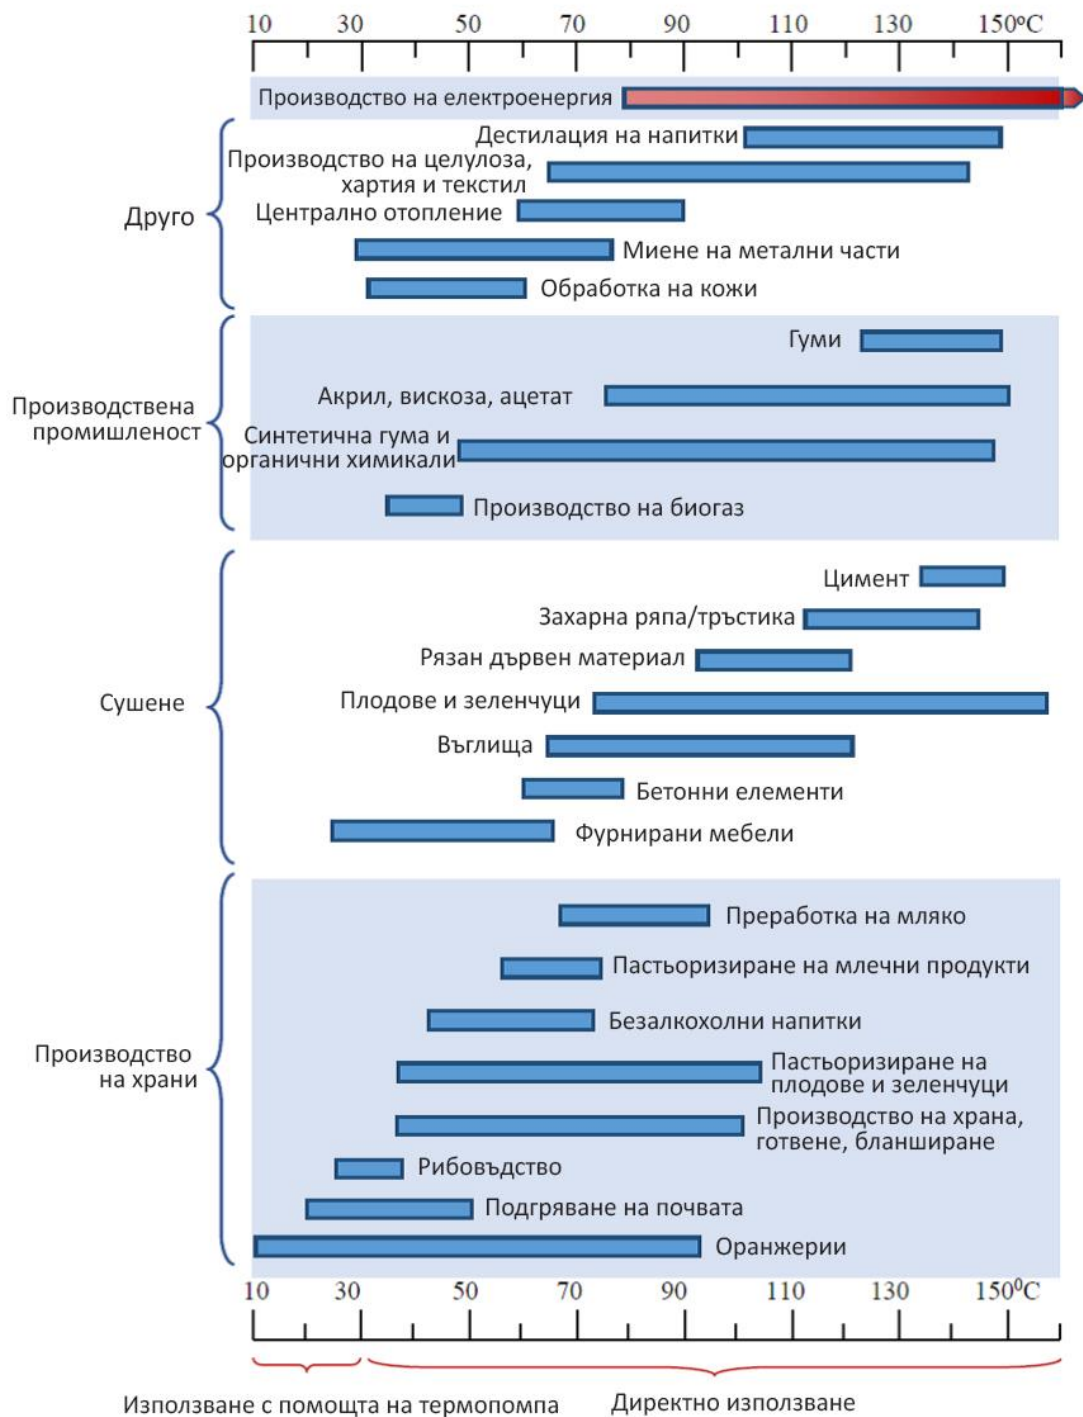 10 30 50 70 90 110 130 150ºC
Производство на електроенергия
Дестилация на напитки
Производство на целулоза,
хартия и текстил
Централно отопление
Миене на метални части
Обработка на кожи
Друго
Гуми
Акрил, вискоза, ацетат
Синтетична гума и
органични химикали
Производство на биогаз
Производствена
промишленост
Цимент
Захарна ряпа/тръстика
Рязан дървен материал
Плодове и зеленчуци
Въглища
Бетонни елементи
Фурнирани мебели
Сушене
Преработка на мляко
Пастьоризиране на млечни продукти
Безалкохолни напитки
Пастьоризиране на
плодове и зеленчуци
Производство на храна,
готвене, бланширане
Рибовъдство
Подгряване на почвата
Оранжерии
Производство
на храни
10 30 50 70 90 110 130 150⁰C
Използване с помощта на термопомпа
Директно използване